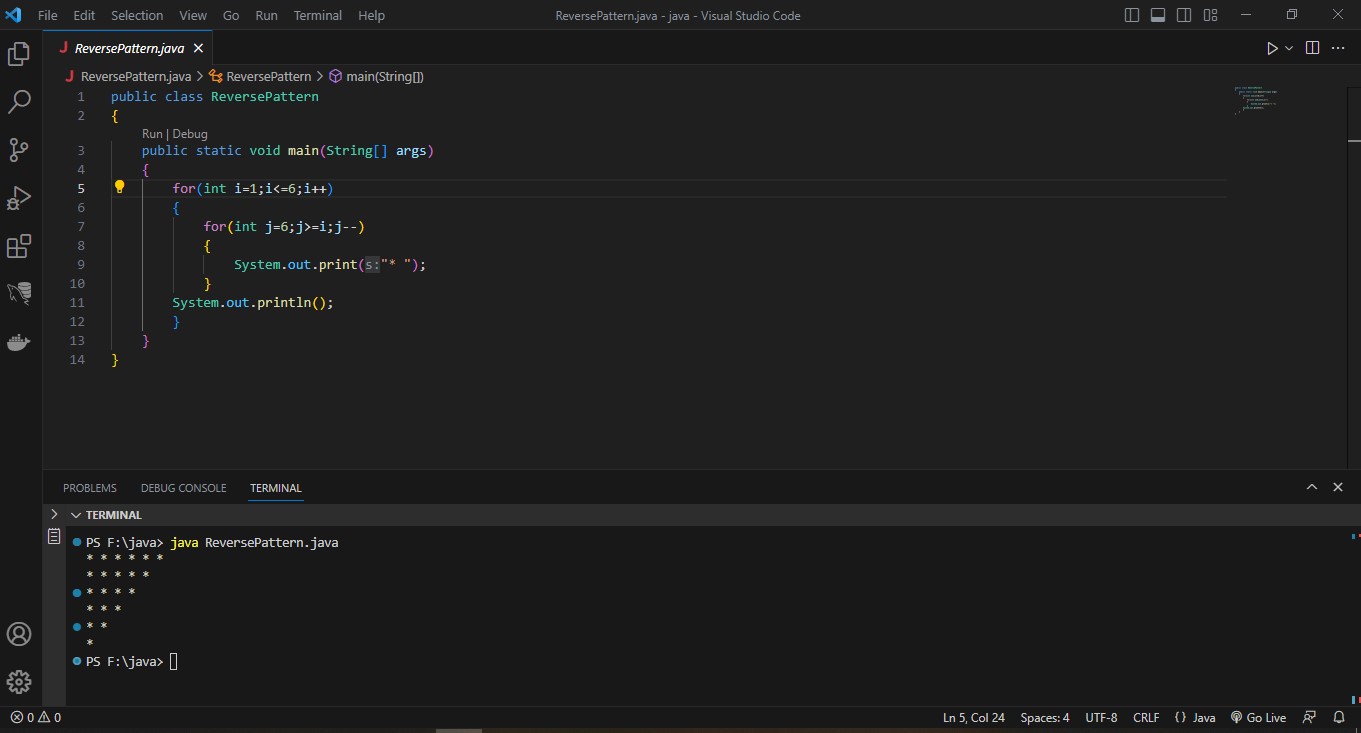 File Edit Selection View Go Run Terminal Help ReversePattern.java - java - Visual Studio Code
J ReversePattern.java
J ReversePattern.java > ReversePattern > main(String[])
1 public class ReversePattern
2 {
Run | Debug
3 public static void main(String[] args)
4 {
5 for(int i=1;i<=6;i++)
6 {
7 for(int j=6;j>=i;j--)
8 {
9 System.out.print(s:"* ");
10 }
11 System.out.println();
12 }
13 }
14 }
PROBLEMS DEBUG CONSOLE TERMINAL
TERMINAL
PS F:\java> java ReversePattern.java
* * * * * *
* * * * *
* * * *
* * *
* *
*
PS F:\java>
0 0 Ln 5, Col 24 Spaces: 4 UTF-8 CRLF {} Java Go Live